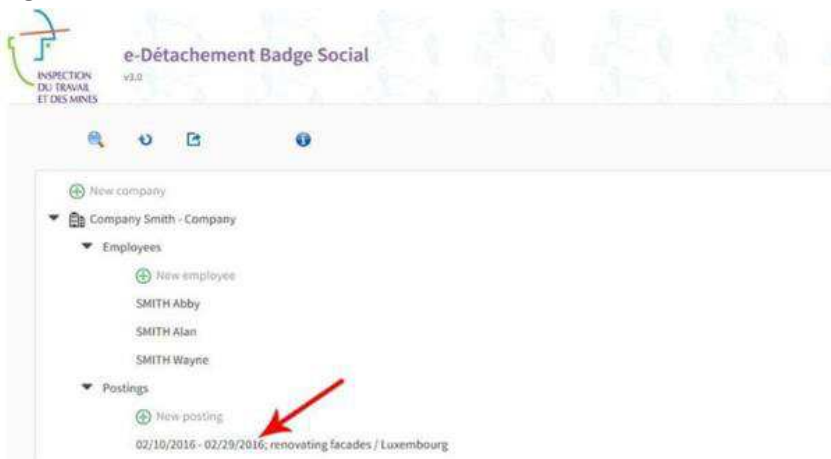 e-Détachement Badge Social
INSPECTION
DU TRAVAIL
ET DES MINES
v3.0
New company
Company Smith - Company
Employees
New employee
SMITH Abby
SMITH Alan
SMITH Wayne
Postings
New posting
02/10/2016 - 02/29/2016; renovating facades / Luxembourg